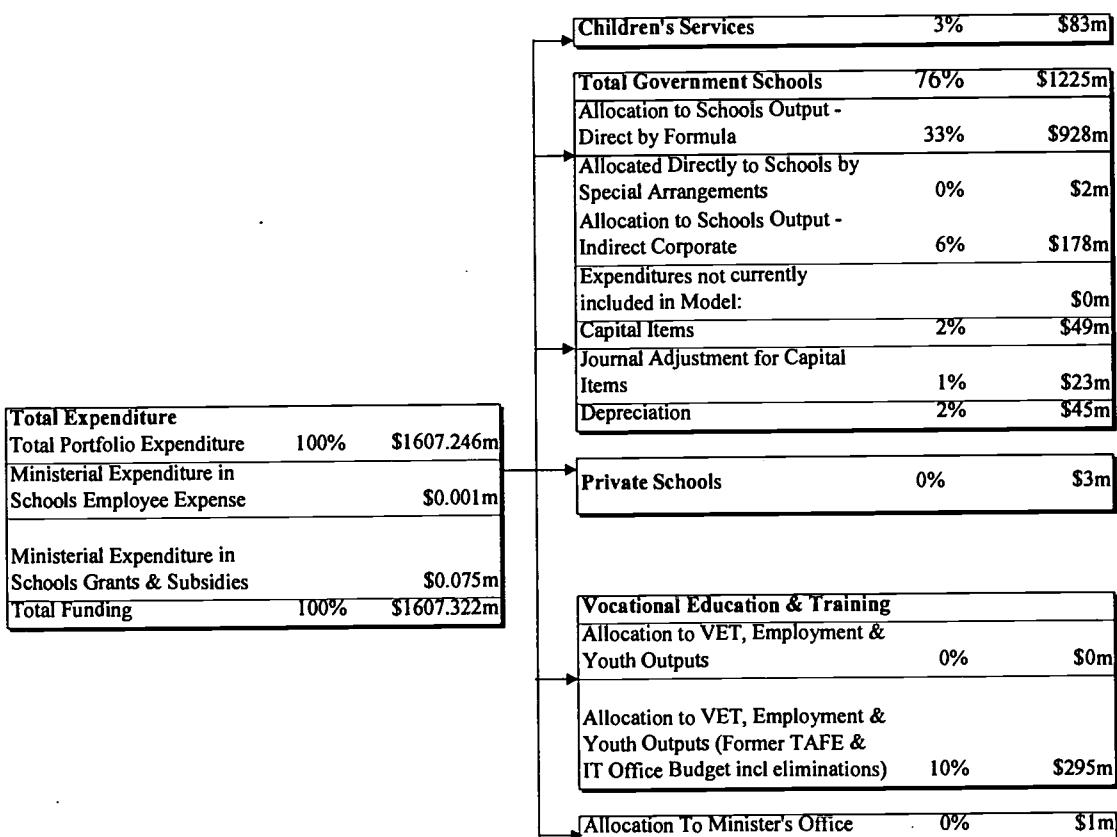 Total Expenditure
Total Portfolio Expenditure 100% $1607.246m
Ministerial Expenditure in
Schools Employee Expense $0.001m
Ministerial Expenditure in
Schools Grants & Subsidies $0.075m
Total Funding 100% $1607.322m
Children's Services 3% $83m
Total Government Schools 76% $1225m
Allocation to Schools Output -
Direct by Formula 33% $928m
Allocated Directly to Schools by
Special Arrangements 0% $2m
Allocation to Schools Output -
Indirect Corporate 6% $178m
Expenditures not currently
included in Model: $0m
Capital Items 2% $49m
Journal Adjustment for Capital
Items 1% $23m
Depreciation 2% $45m
Private Schools 0% $3m
Vocational Education & Training
Allocation to VET, Employment &
Youth Outputs 0% $0m
Allocation to VET, Employment &
Youth Outputs (Former TAFE &
IT Office Budget incl eliminations) 10% $295m
Allocation To Minister's Office 0% $1m